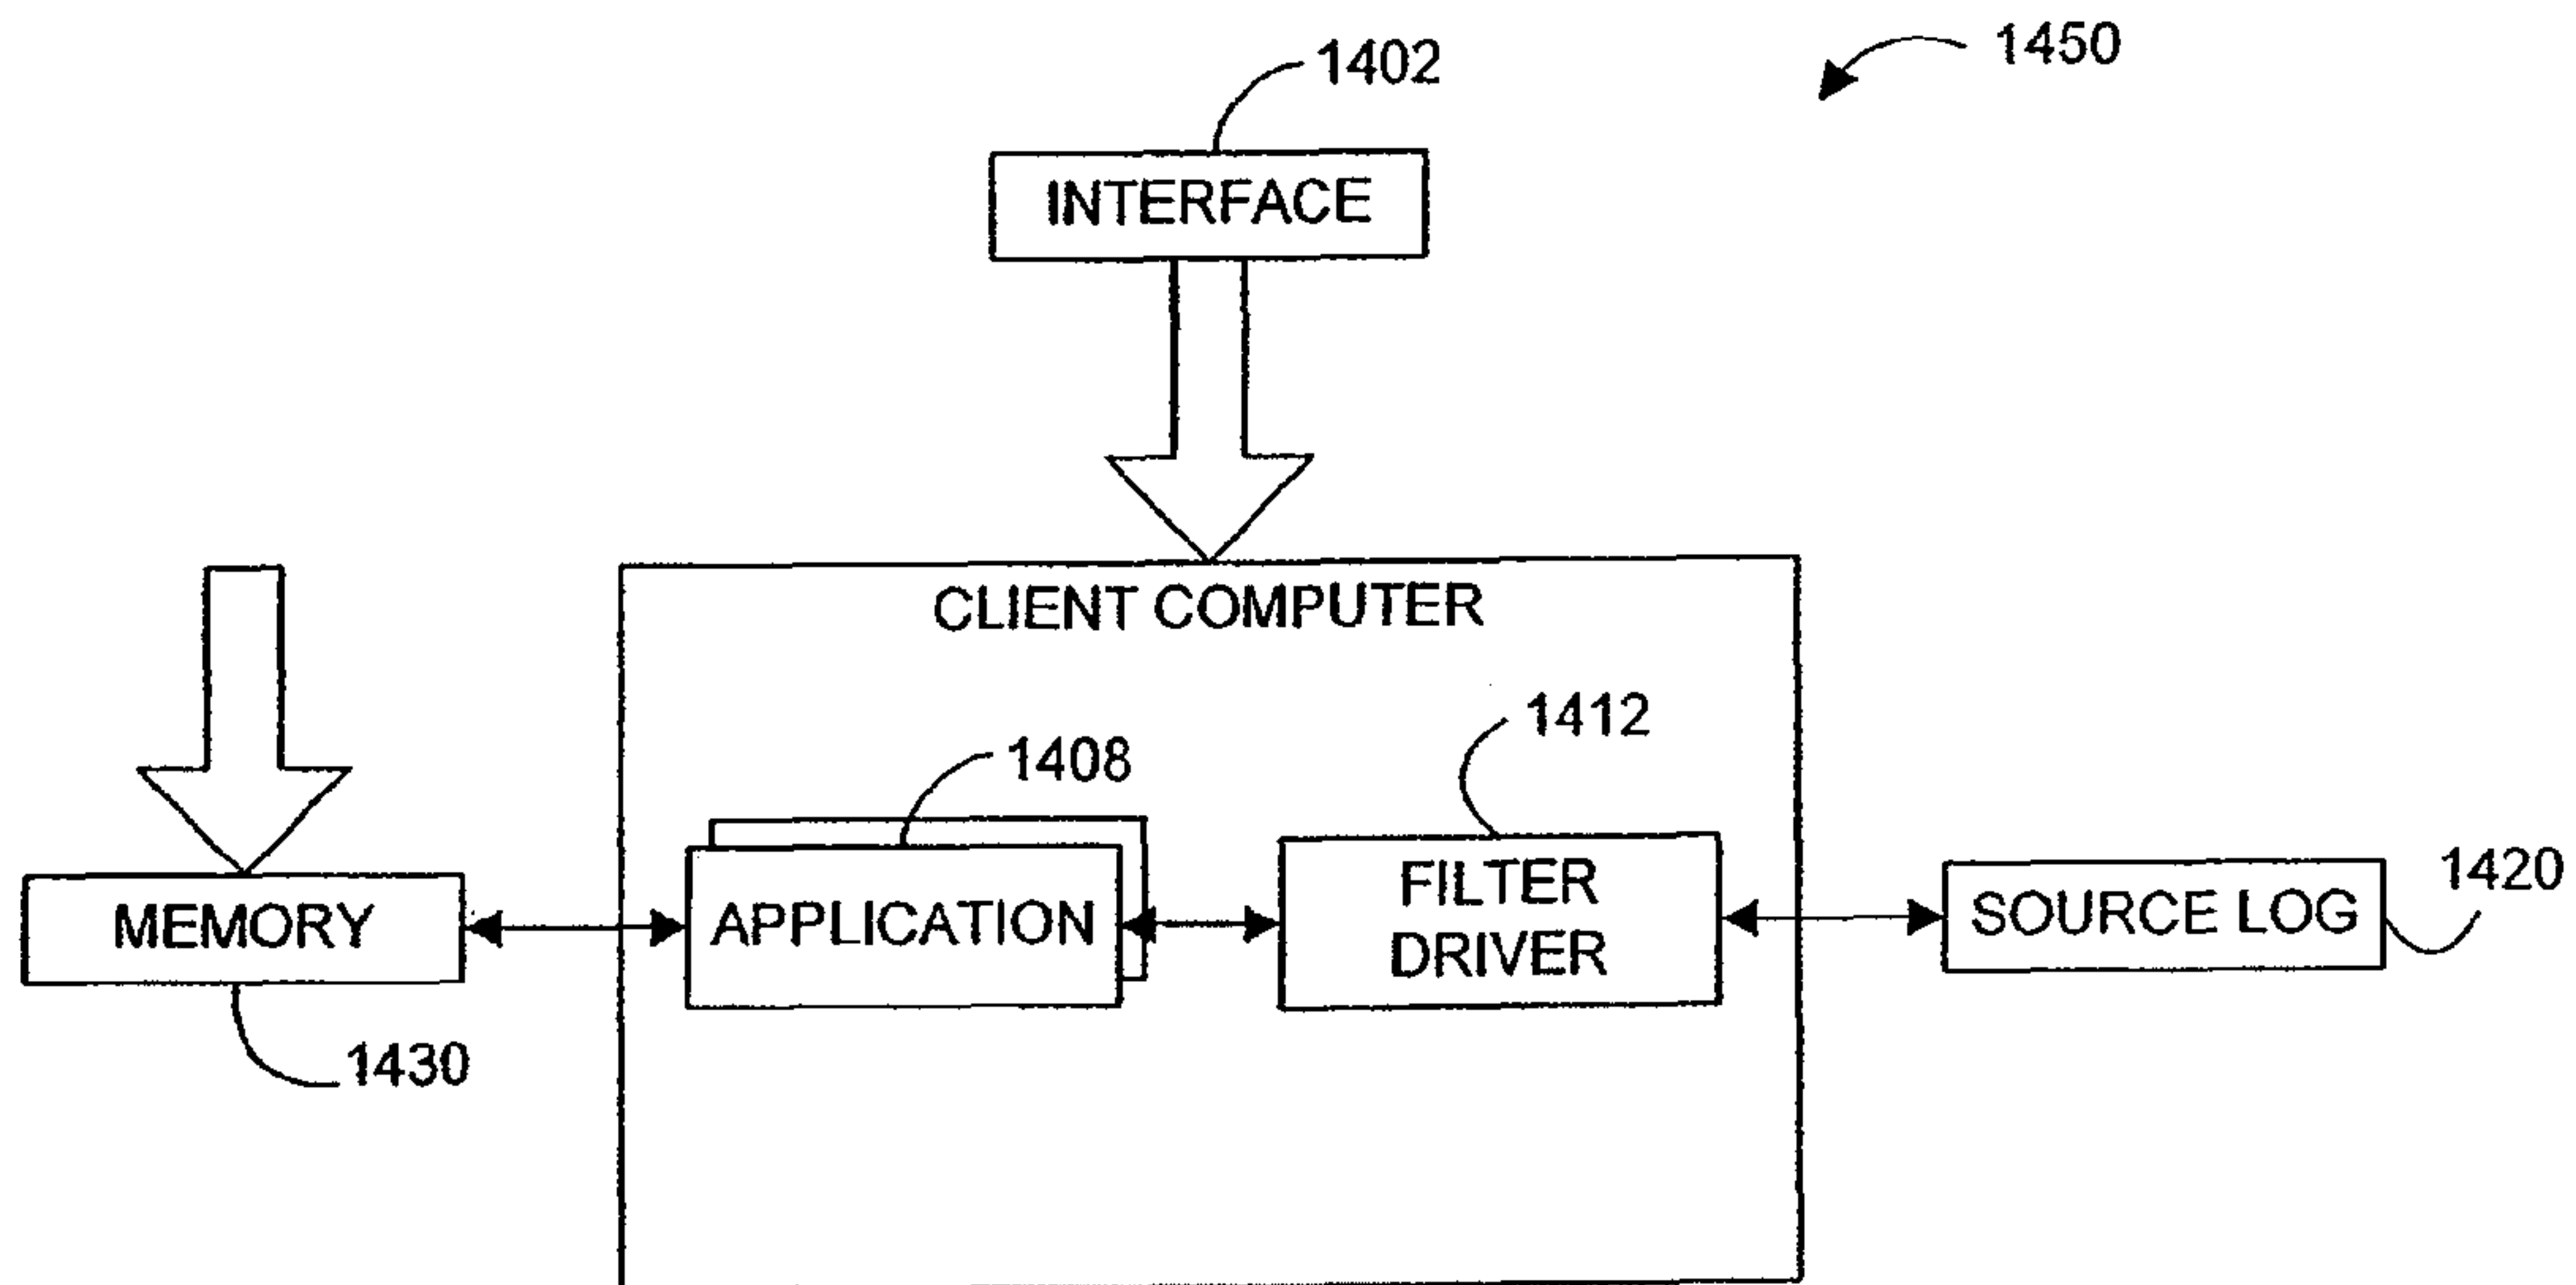 1450
1402
INTERFACE
CLIENT COMPUTER
1412
1408
1420
MEMORY
APPLICATION
FILTER
DRIVER
SOURCE LOG
1430